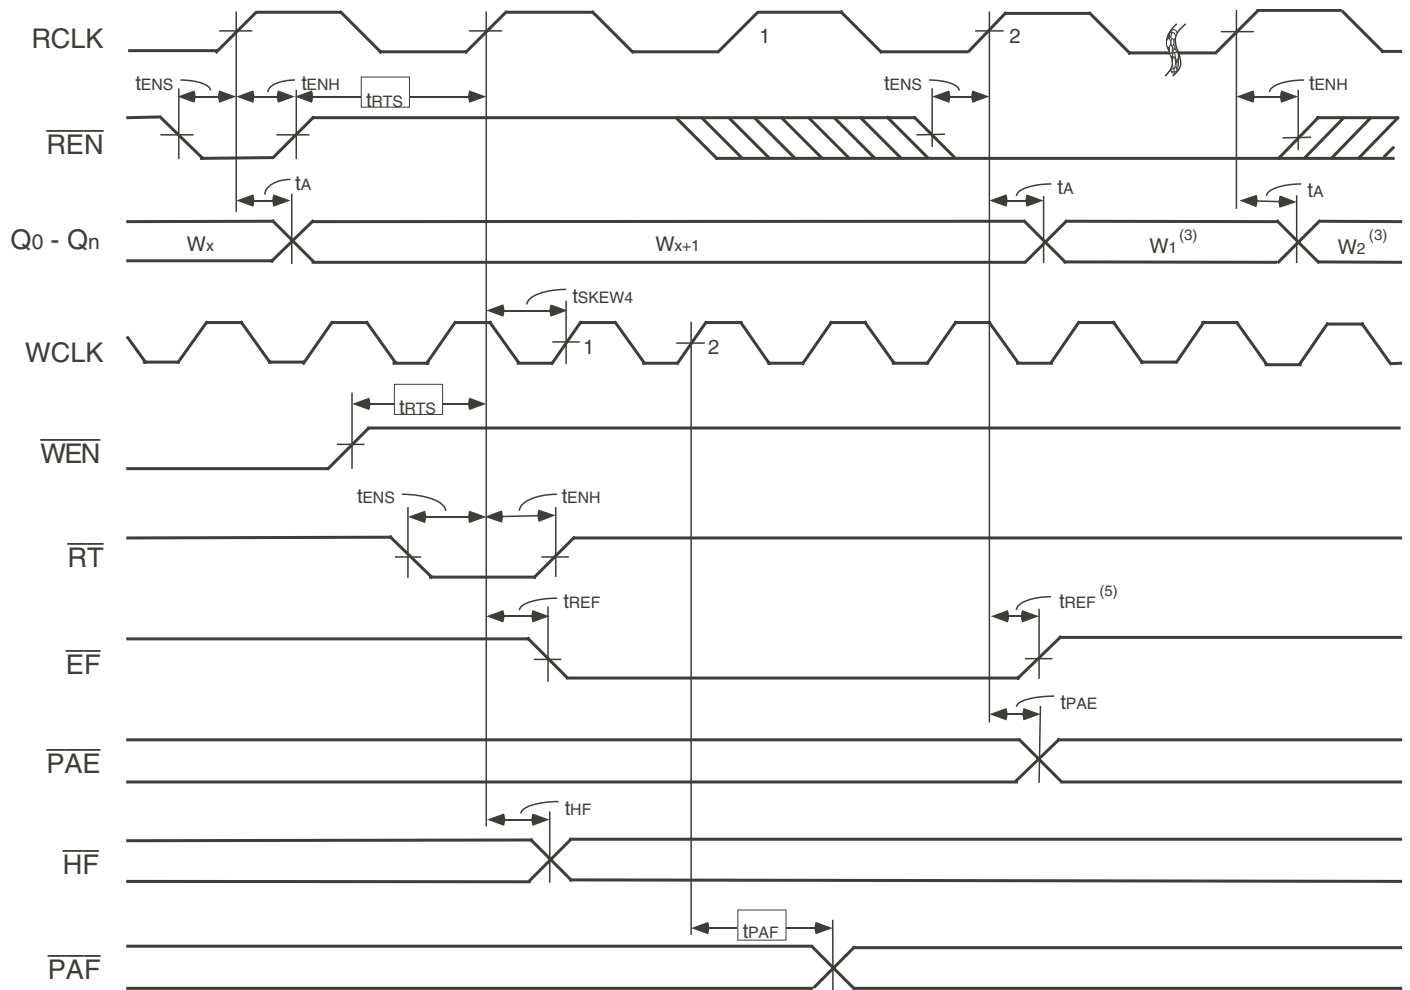 RCLK 1 2
tENS tENH tRTS tENS tENH
REN
tA tA tA
Q0 - Qn Wx Wx+1 W1 (3) W2 (3)
tSKEW4
WCLK 1 2
tRTS
WEN
tENS tENH
RT
tREF tREF (5)
EF
tPAE
PAE
tHF
HF
tPAF
PAF